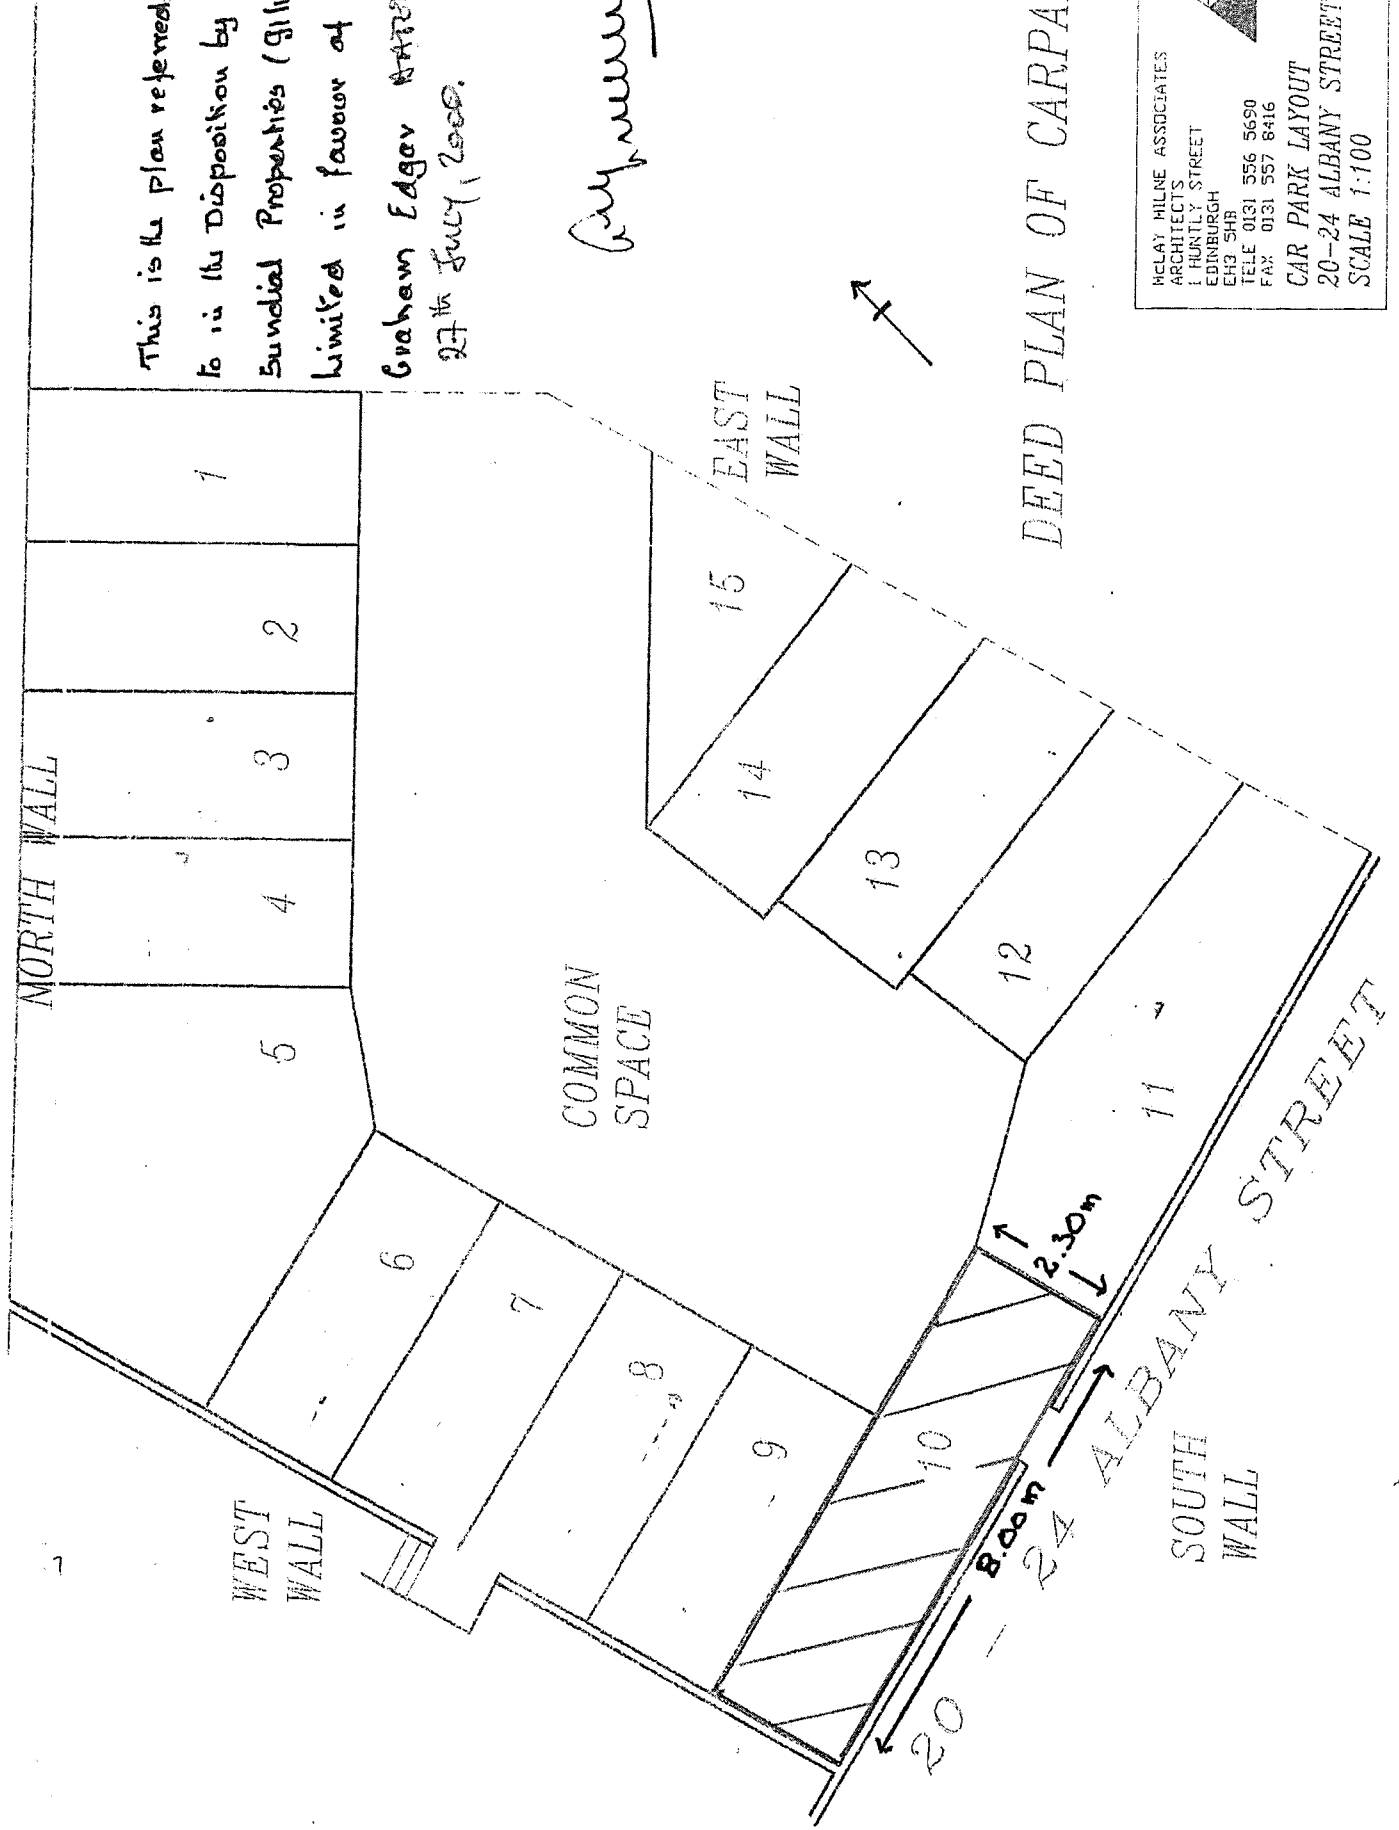 This is the plan referred
to in the Disposition by
Sundial Properties (Gil
Limited in favour of
Graham Edgar
27th July, 2000.
NORTH WALL
1
2
3
4
5
6
7
8
9
10
11
12
13
14
15
COMMON
SPACE
EAST
WALL
WEST
WALL
SOUTH
WALL
2.30m
8.00m
20 - 24 ALBANY STREET
DEED PLAN OF CARPA
McLAY MILNE ASSOCIATES
ARCHITECTS
1 HUNTLY STREET
EDINBURGH
EH3 5HB
TELE 0131 556 5690
FAX 0131 557 8416
CAR PARK LAYOUT
20-24 ALBANY STREET
SCALE 1:100